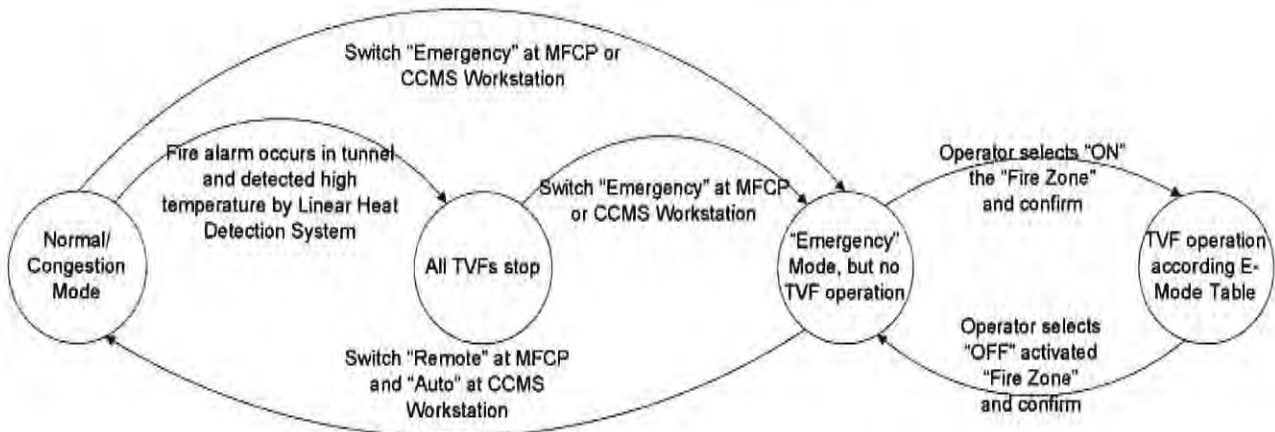 Switch "Emergency" at MFCP or
CCMS Workstation
Fire alarm occurs in tunnel
and detected high
temperature by Linear Heat
Detection System
Switch "Emergency" at MFCP
or CCMS Workstation
Operator selects "ON"
the "Fire Zone"
and confirm
Normal/
Congestion
Mode
All TVFs stop
"Emergency"
Mode, but no
TVF operation
TVF operation
according E-
Mode Table
Switch "Remote" at MFCP
and "Auto" at CCMS
Workstation
Operator selects
"OFF" activated
"Fire Zone"
and confirm